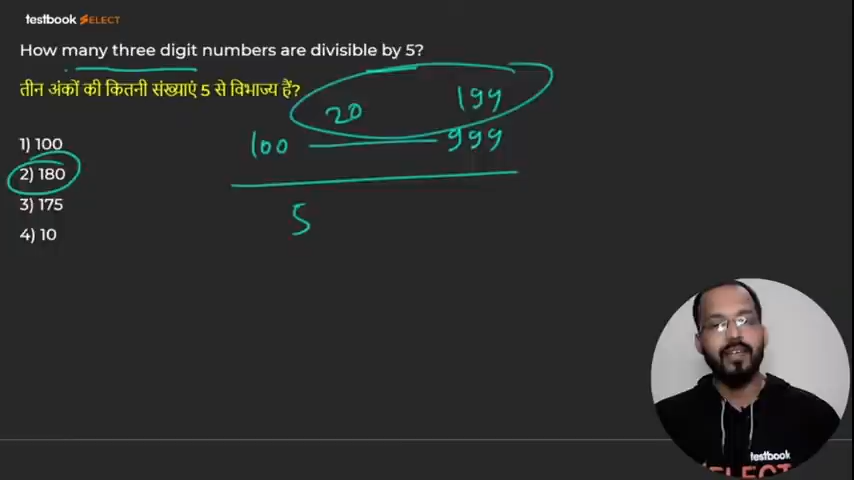 testbook SELECT
How many three digit numbers are divisible by 5?
तीन अंकों की कितनी संख्याएं 5 से विभाज्य हैं?
20 199
100 999
1) 100
2) 180
3) 175
5
4) 10
testbook
SELECT